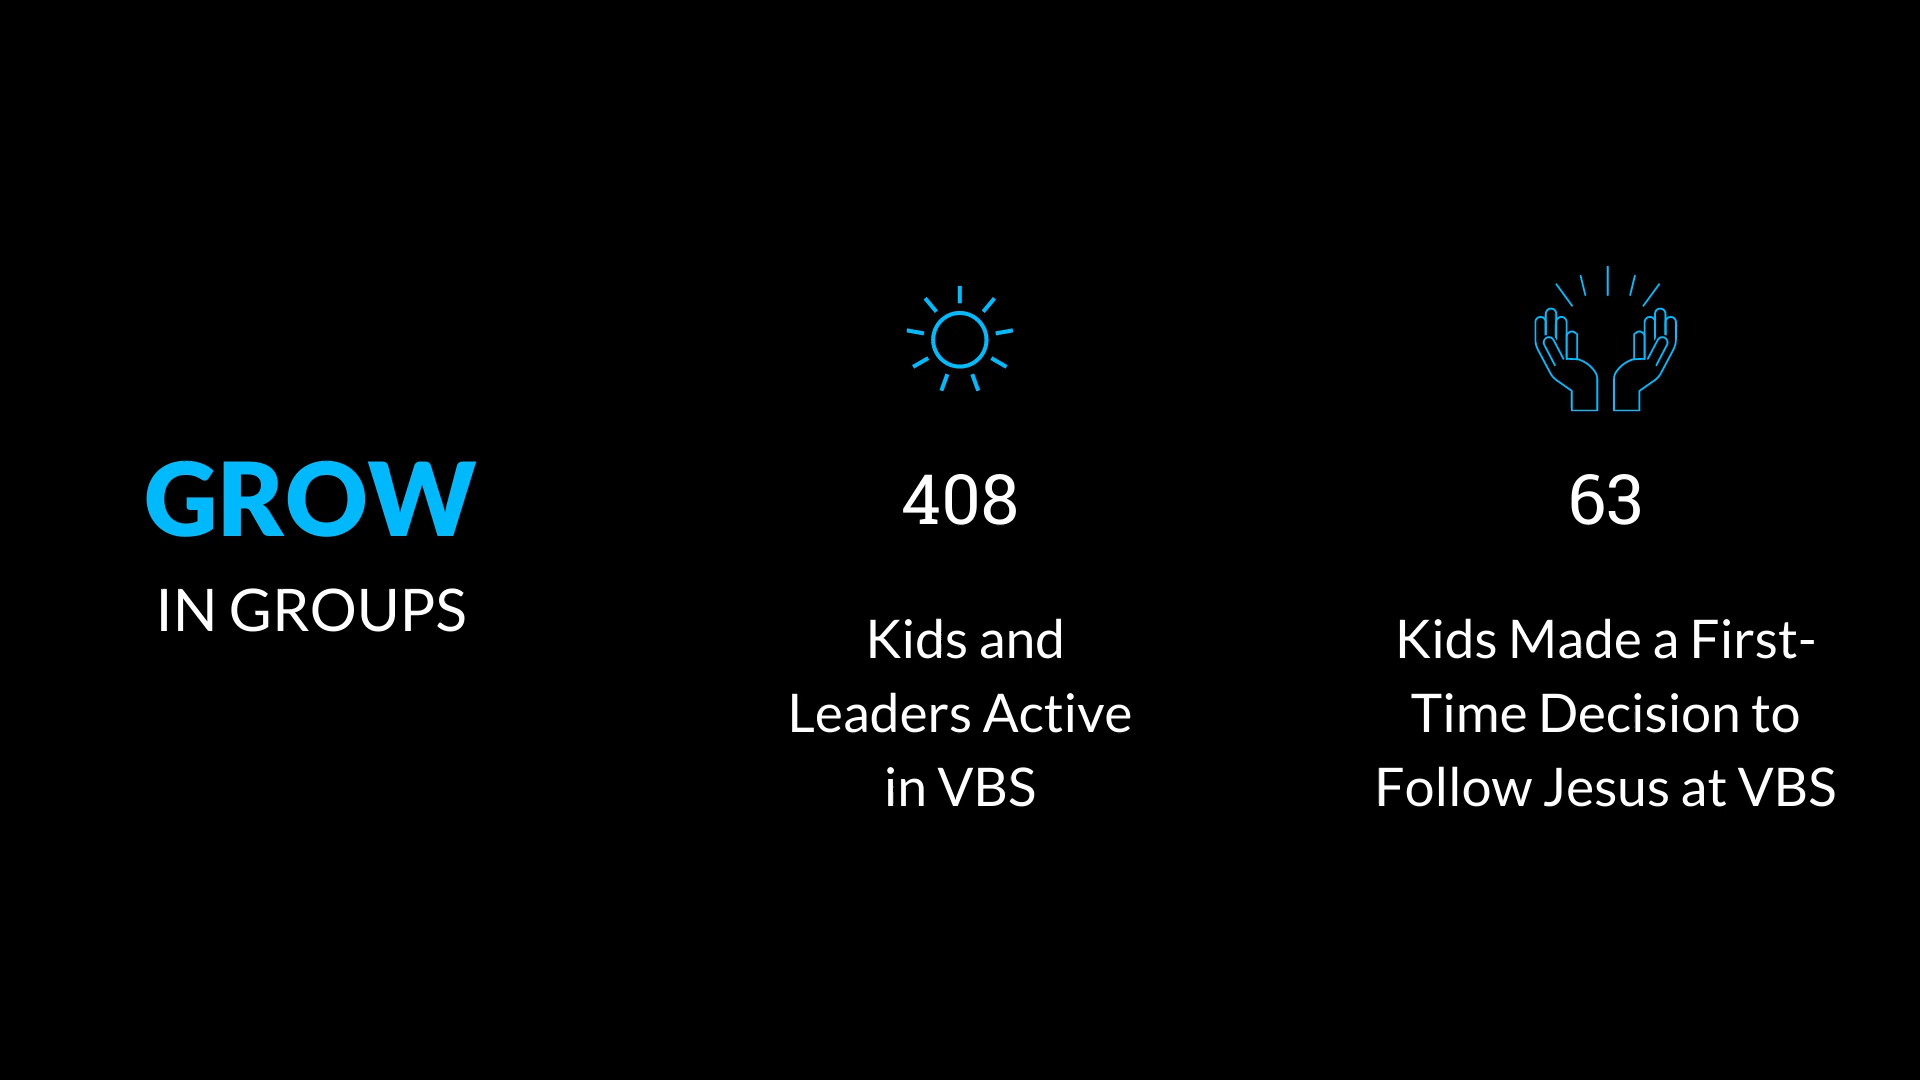 GROW
IN GROUPS
408
Kids and
Leaders Active
in VBS
63
Kids Made a First-
Time Decision to
Follow Jesus at VBS